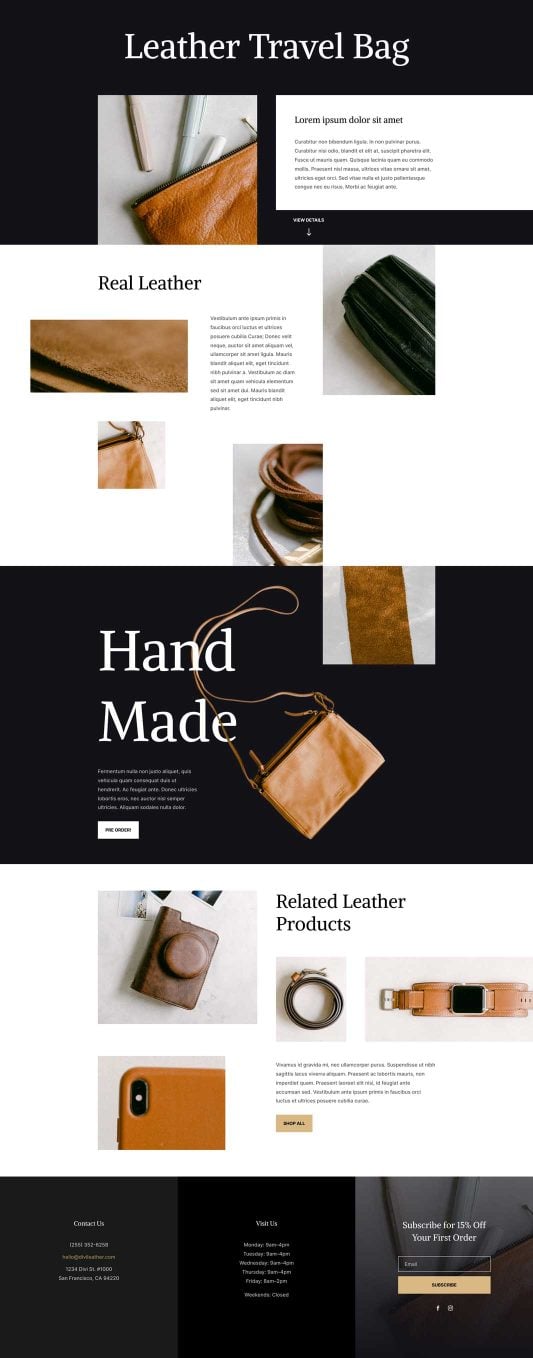 Leather Travel Bag
Lorem ipsum dolor sit amet
Curabitur non bibendum ligula. In non pulvinar purus.
Curabitur nisi odio, blandit et elit at, suscipit pharetra elit.
Fusce ut mauris quam. Quisque lacinia quam eu commodo
mollis. Praesent nisl massa, ultrices vitae ornare sit amet,
ultricies eget orci. Sed vitae nulla et justo pellentesque
congue nec eu risus. Morbi ac feugiat ante.
VIEW DETAILS
Real Leather
Vestibulum ante ipsum primis in
faucibus orci luctus et ultrices
posuere cubilia Curae; Donec velit
neque, auctor sit amet aliquam vel,
ullamcorper sit amet ligula. Mauris
blandit aliquet elit, eget tincidunt
nibh pulvinar a. Vestibulum ac diam
sit amet quam vehicula elementum
sed sit amet dui. Mauris blandit
aliquet elit, eget tincidunt nibh
pulvinar.
Hand
Made
Fermentum nulla non justo aliquet, quis
vehicula quam consequat duis ut
hendrerit. Ac feugiat ante. Donec ultricies
lobortis eros, nec auctor nisl semper
ultricies. Aliquam sodales nulla dolor.
PRE ORDER!
Related Leather
Products
Vivamus id gravida mi, nec ullamcorper purus. Suspendisse ut nibh
sagittis lacus viverra aliquam. Praesent ac lobortis mauris, non
imperdiet quam. Praesent laoreet elit nisi, id feugiat ante
accumsan sed. Vestibulum ante ipsum primis in faucibus orci
luctus et ultrices posuere cubilia curae.
SHOP ALL
Contact Us
(255) 352-6258
hello@divileather.com
1234 Divi St. #1000
San Francisco, CA 94220
Visit Us
Monday: 9am-4pm
Tuesday: 9am-4pm
Wednesday: 9am-4pm
Thursday: 9am-4pm
Friday: 8am-2pm
Weekends: Closed
Subscribe for 15% Off
Your First Order
Email
SUBSCRIBE